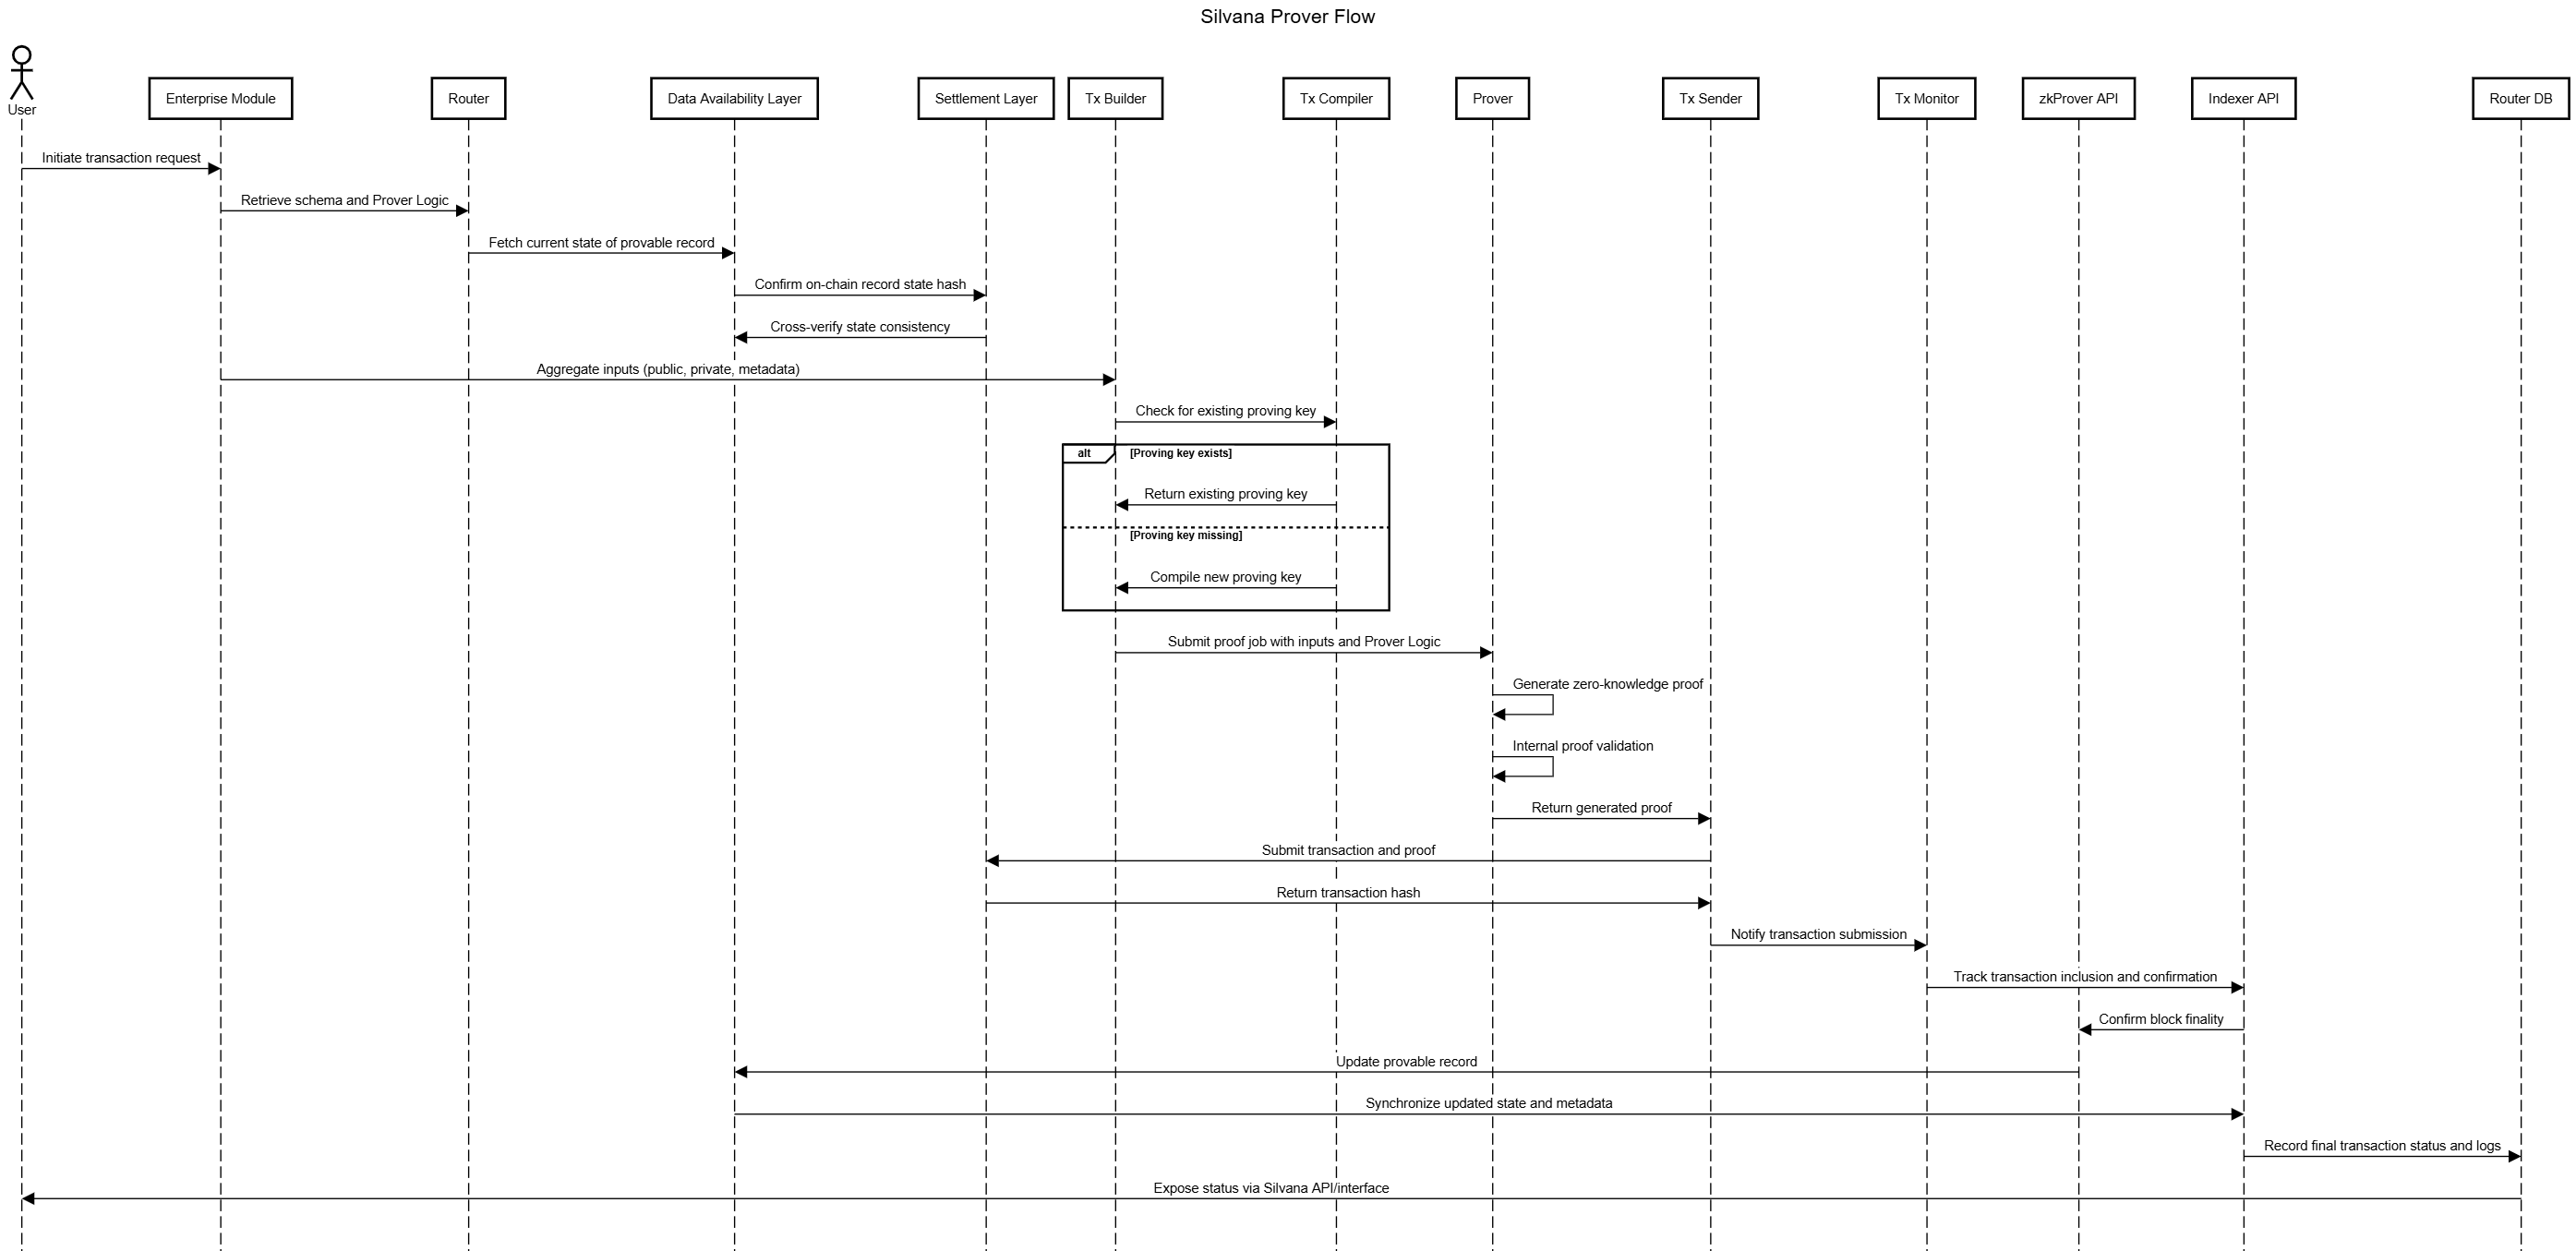 Silvana Prover Flow
User
Enterprise Module
Router
Data Availability Layer
Settlement Layer
Tx Builder
Tx Compiler
Prover
Tx Sender
Tx Monitor
zkProver API
Indexer API
Router DB
Initiate transaction request
Retrieve schema and Prover Logic
Fetch current state of provable record
Confirm on-chain record state hash
Cross-verify state consistency
Aggregate inputs (public, private, metadata)
Check for existing proving key
alt
[Proving key exists]
Return existing proving key
[Proving key missing]
Compile new proving key
Submit proof job with inputs and Prover Logic
Generate zero-knowledge proof
Internal proof validation
Return generated proof
Submit transaction and proof
Return transaction hash
Notify transaction submission
Track transaction inclusion and confirmation
Confirm block finality
Update provable record
Synchronize updated state and metadata
Record final transaction status and logs
Expose status via Silvana API/interface